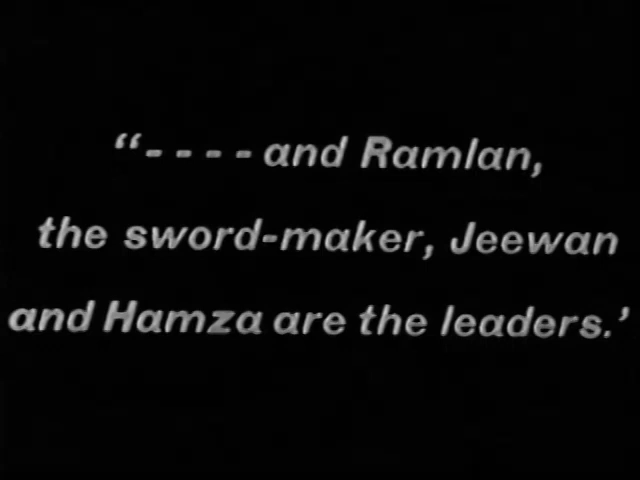 “- - - - and Ramlan,
the sword-maker, Jeewan
and Hamza are the leaders.’